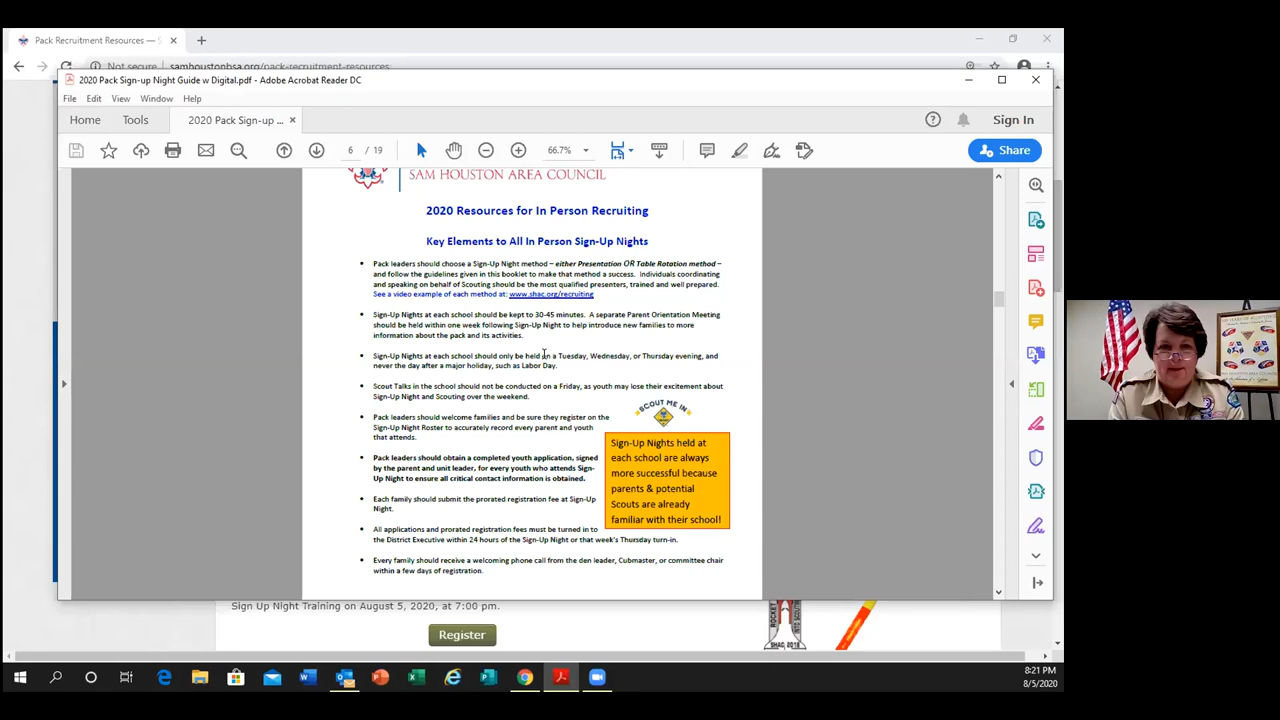 Pack Recruitment Resources — S
Not secure
samhoustonbsa.org/pack-recruitment-resources
2020 Pack Sign-up Night Guide w Digital.pdf - Adobe Acrobat Reader DC
File Edit View Window Help
Home Tools 2020 Pack Sign-up ... Sign In
6 / 19 66.7% Share
SAM HOUSTON AREA COUNCIL
2020 Resources for In Person Recruiting
Key Elements to All In Person Sign-Up Nights
• Pack leaders should choose a Sign-Up Night method – either Presentation OR Table Rotation method –
and follow the guidelines given in this booklet to make that method a success. Individuals coordinating
and speaking on behalf of Scouting should be the most qualified presenters, trained and well prepared.
See a video example of each method at: www.shac.org/recruiting
• Sign-Up Nights at each school should be kept to 30-45 minutes. A separate Parent Orientation Meeting
should be held within one week following Sign-Up Night to help introduce new families to more
information about the pack and its activities.
• Sign-Up Nights at each school should only be held on a Tuesday, Wednesday, or Thursday evening, and
never the day after a major holiday, such as Labor Day.
• Scout Talks in the school should not be conducted on a Friday, as youth may lose their excitement about
Sign-Up Night and Scouting over the weekend.
• Pack leaders should welcome families and be sure they register on the
Sign-Up Night Roster to accurately record every parent and youth
that attends.
• Pack leaders should obtain a completed youth application, signed
by the parent and unit leader, for every youth who attends Sign-
Up Night to ensure all critical contact information is obtained.
• Each family should submit the prorated registration fee at Sign-Up
Night.
• All applications and prorated registration fees must be turned in to
the District Executive within 24 hours of the Sign-Up Night or that week's Thursday turn-in.
• Every family should receive a welcoming phone call from the den leader, Cubmaster, or committee chair
within a few days of registration.
SCOUT ME IN
Sign-Up Nights held at
each school are always
more successful because
parents & potential
Scouts are already
familiar with their school!
Sign Up Night Training on August 5, 2020, at 7:00 pm.
Register
ROCKET
INTO SCOUTING
SHAC, 2018
8:21 PM
8/5/2020